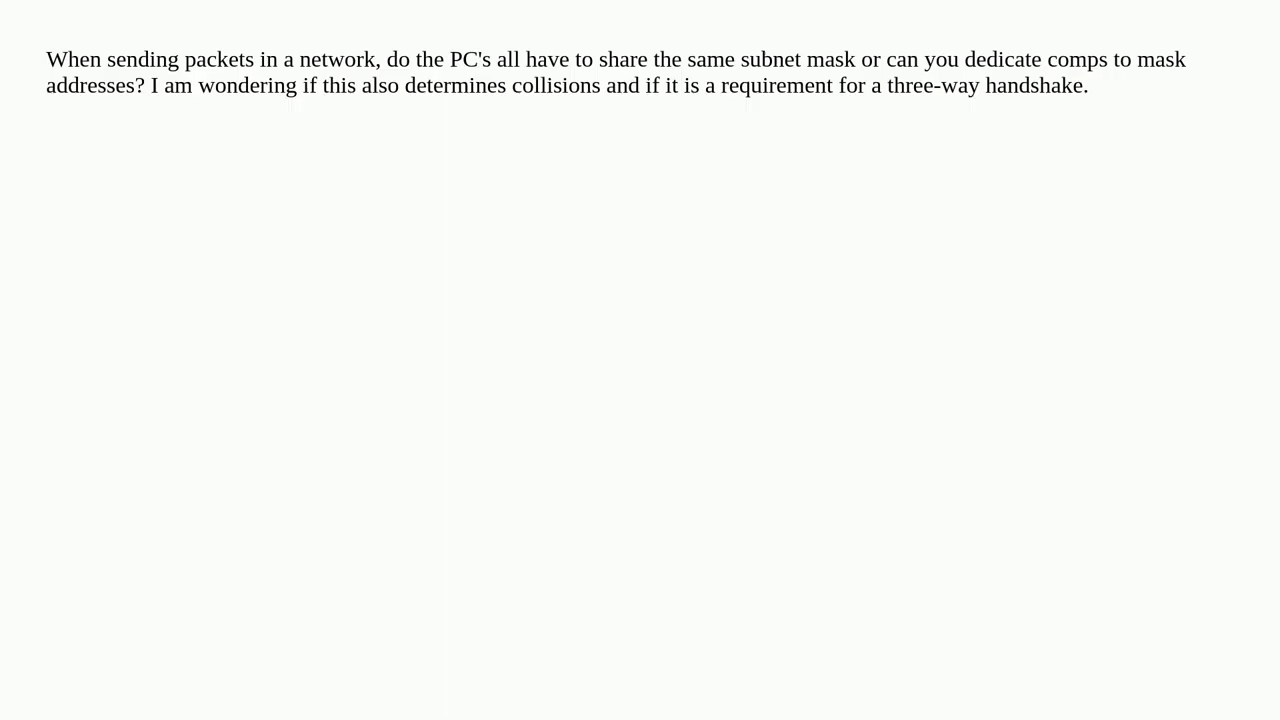 When sending packets in a network, do the PC's all have to share the same subnet mask or can you dedicate comps to mask
addresses? I am wondering if this also determines collisions and if it is a requirement for a three-way handshake.